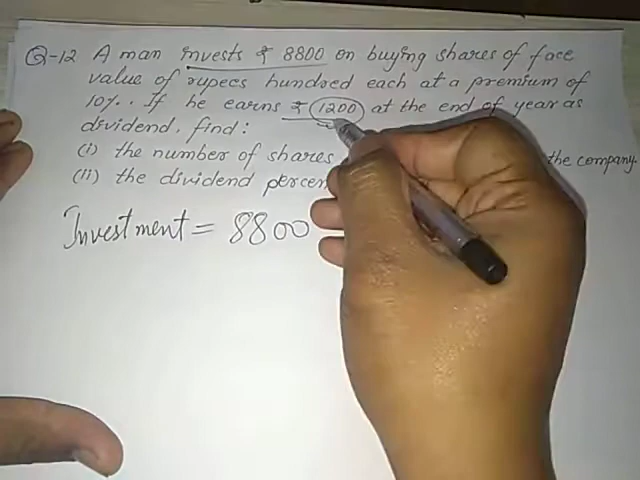 Q-12 A man invests ₹ 8800 on buying shares of face
value of rupees hundred each at a premium of
10%. If he earns ₹ 1200 at the end of year as
dividend, find:
(i) the number of shares the company.
(ii) the dividend
Investment = 8800